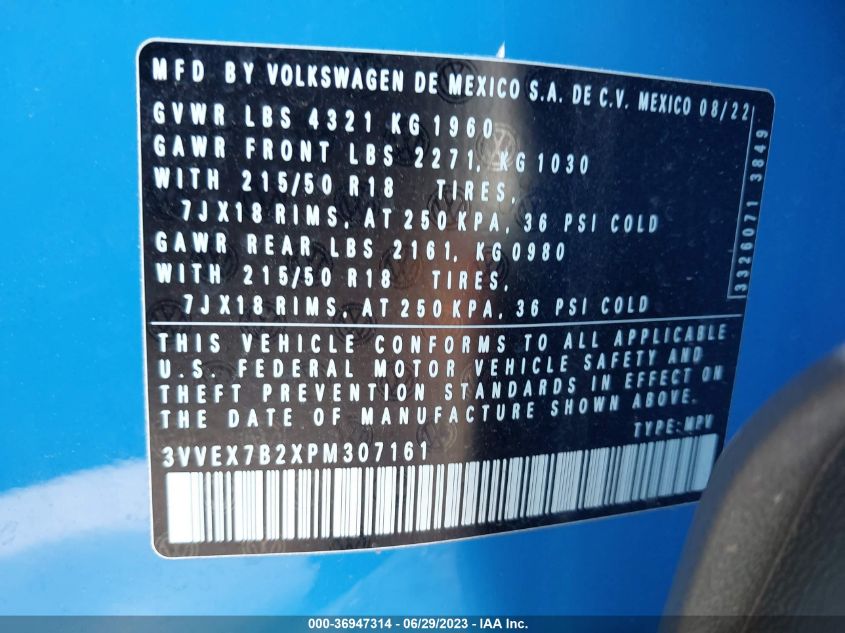 MFD BY VOLKSWAGEN DE MEXICO S.A. DE C.V. MEXICO 08/22
GVWR LBS 4321 KG 1960
GAWR FRONT LBS 2271, KG1030
WITH 215/50 R18 TIRES,
7JX18 RIMS, AT 250 KPA, 36 PSI COLD
GAWR REAR LBS 2161, KG0980
WITH 215/50 R18 TIRES,
7JX18 RIMS, AT 250 KPA, 36 PSI COLD
3326071 3849
THIS VEHICLE CONFORMS TO ALL APPLICABLE
U.S. FEDERAL MOTOR VEHICLE SAFETY AND
THEFT PREVENTION STANDARDS IN EFFECT ON
THE DATE OF MANUFACTURE SHOWN ABOVE.
TYPE:MPV
3VVEX7B2XPM307161
000-36947314 - 06/29/2023 - IAA Inc.